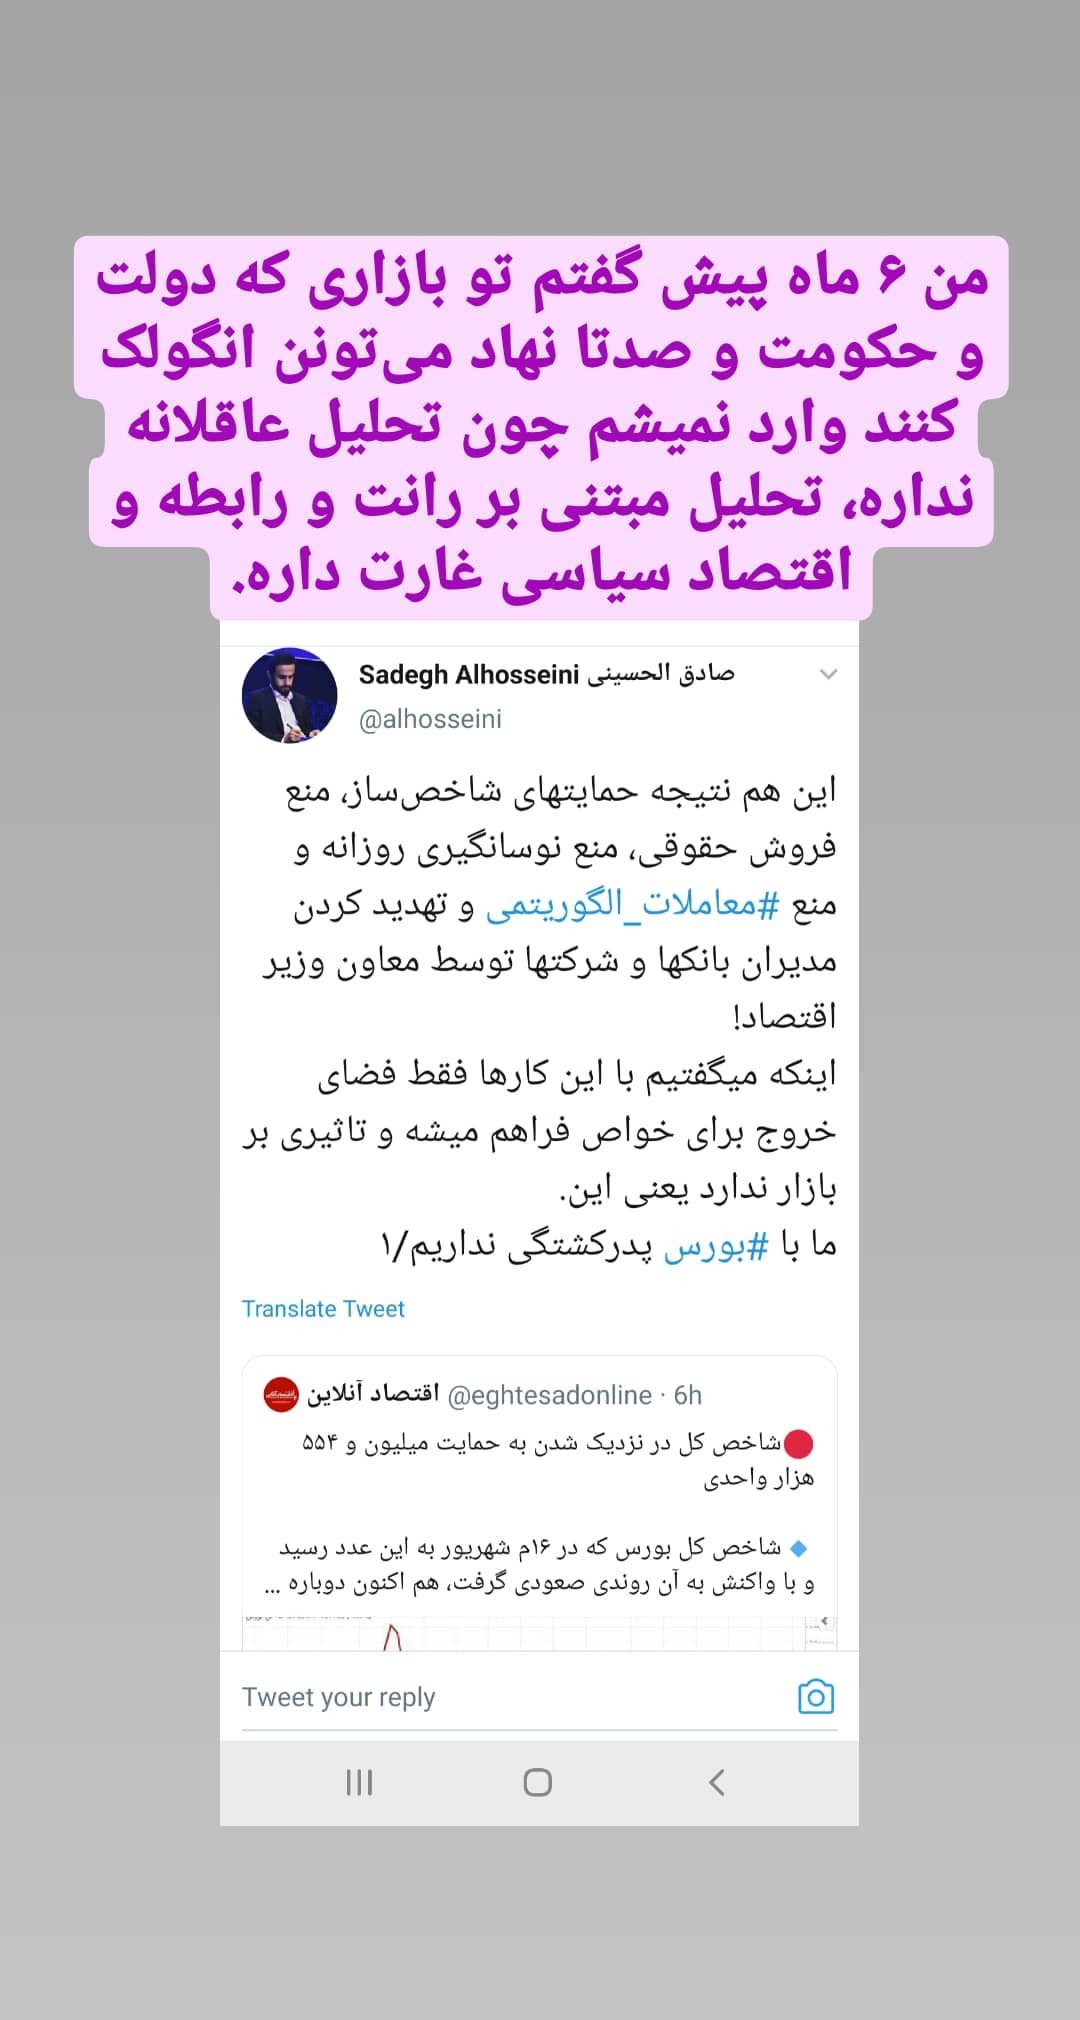 من ۶ ماه پیش گفتم تو بازاری که دولت
و حکومت و صدتا نهاد می‌تونن انگولک
کنند وارد نمیشم چون تحلیل عاقلانه
نداره، تحلیل مبتنی بر رانت و رابطه و
اقتصاد سیاسی غارت داره.
Sadegh Alhosseini صادق الحسینی
@alhosseini
این هم نتیجه حمایتهای شاخص‌ساز، منع
فروش حقوقی، منع نوسانگیری روزانه و
منع #معاملات_الگوریتمی و تهدید کردن
مدیران بانکها و شرکتها توسط معاون وزیر
اقتصاد!
اینکه میگفتیم با این کارها فقط فضای
خروج برای خواص فراهم میشه و تاثیری بر
بازار ندارد یعنی این.
ما با #بورس پدرکشتگی نداریم/۱
Translate Tweet
اقتصاد آنلاین @eghtesadonline · 6h
🔴شاخص کل در نزدیک شدن به حمایت میلیون و ۵۵۴
هزار واحدی
🔹 شاخص کل بورس که در ۱۶م شهریور به این عدد رسید
و با واکنش به آن روندی صعودی گرفت، هم اکنون دوباره ...
Tweet your reply